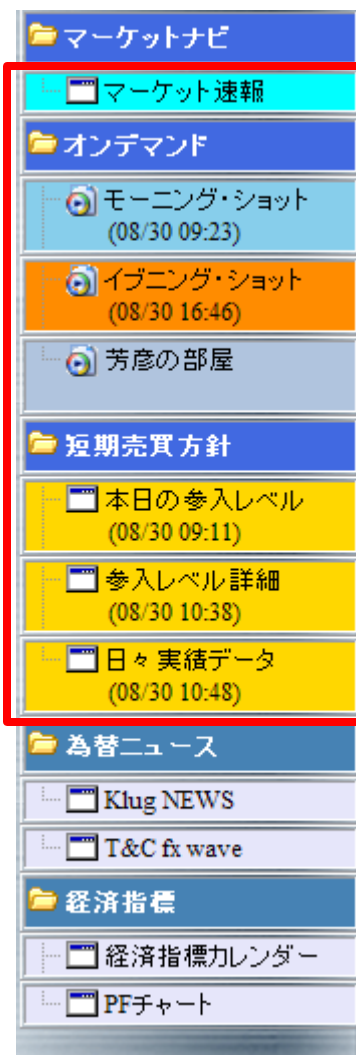 マーケットナビ
マーケット速報
オンデマンド
モーニング・ショット
(08/30 09:23)
イブニング・ショット
(08/30 16:46)
芳彦の部屋
短期売買方針
本日の参入レベル
(08/30 09:11)
参入レベル詳細
(08/30 10:38)
日々実績データ
(08/30 10:48)
為替ニュース
Klug NEWS
T&C fx wave
経済指標
経済指標カレンダー
PFチャート